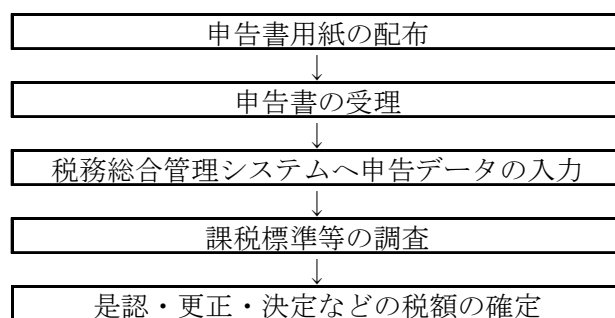 申告書用紙の配布
↓
申告書の受理
↓
税務総合管理システムへ申告データの入力
↓
課税標準等の調査
↓
是認・更正・決定などの税額の確定